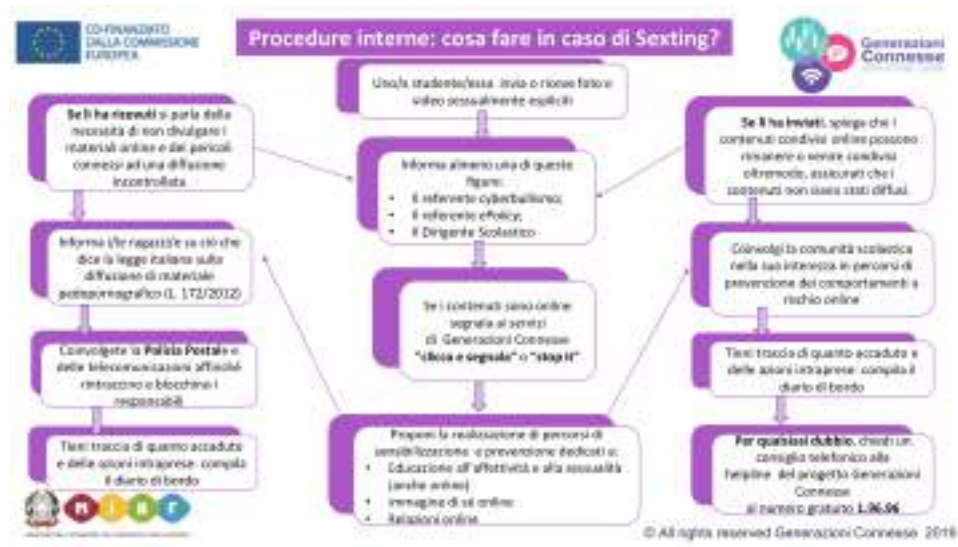 CO-FINANZIATO
DALLA COMMISSIONE
EUROPEA
Procedure interne: cosa fare in caso di Sexting?
Generazioni
Connesse
Uno/a studente/essa invia o riceve foto e
video sessualmente espliciti
Se li ha ricevuti si parla della
necessità di non divulgare i
materiali online e dei pericoli
connessi ad una diffusione
incontrollata
Informa i/le ragazzi/e su ciò che
dice la legge italiana sulla
diffusione di materiale
pedopornografico (L. 172/2012)
Coinvolgete la Polizia Postale e
delle telecomunicazioni affinché
rintraccino e blocchino i
responsabili
Tieni traccia di quanto accaduto
e delle azioni intraprese compila
il diario di bordo
Informa almeno una di queste
figure:
• Il referente cyberbullismo;
• Il referente ePolicy;
• Il Dirigente Scolastico
Se i contenuti sono online
segnala ai servizi
di Generazioni Connesse
"clicca e segnala" o "stop it"
Proponi la realizzazione di percorsi di
sensibilizzazione e prevenzione dedicati a:
• Educazione all'affettività e alla sessualità
(anche online)
• immagine di sé online
• Relazioni online
Se li ha inviati, spiega che i
contenuti condivisi online possono
rimanere o venire condivisi
oltremodo, assicurati che i
contenuti non siano stati diffusi.
Coinvolgi la comunità scolastica
nella sua interezza in percorsi di
prevenzione dei comportamenti a
rischio online
Tieni traccia di quanto accaduto e
delle azioni intraprese compila il
diario di bordo
Per qualsiasi dubbio, chiedi un
consiglio telefonico alla
helpline del progetto Generazioni
Connesse
al numero gratuito 1.96.96
© All rights reserved Generazioni Connesse